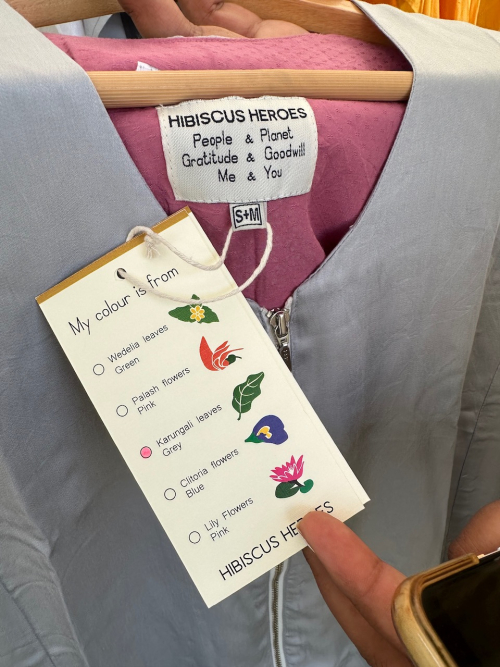 HIBISCUS HEROES
People & Planet
Gratitude & Goodwill
Me & You
S+M
My colour is from
Wedelia leaves
Green
Palash flowers
Pink
Karungali leaves
Grey
Clitoria flowers
Blue
Lily Flowers
Pink
HIBISCUS HEROES